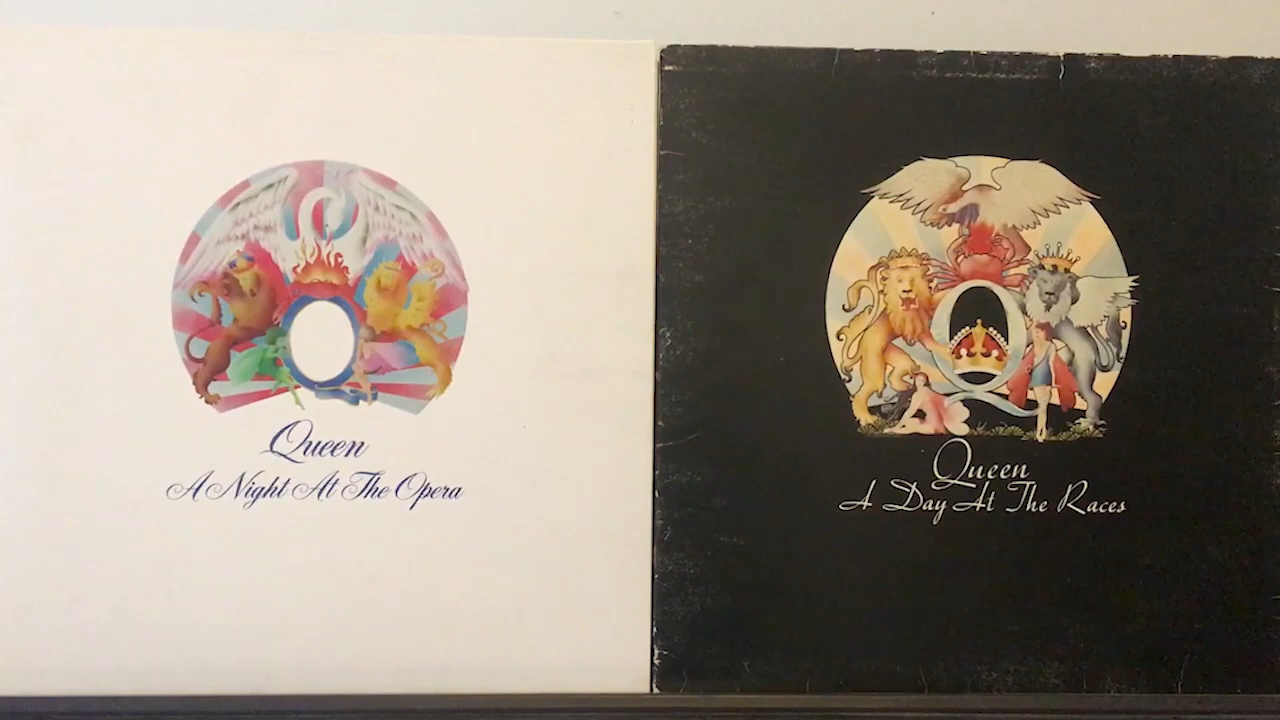 Queen
A Night At The Opera
Queen
A Day At The Races